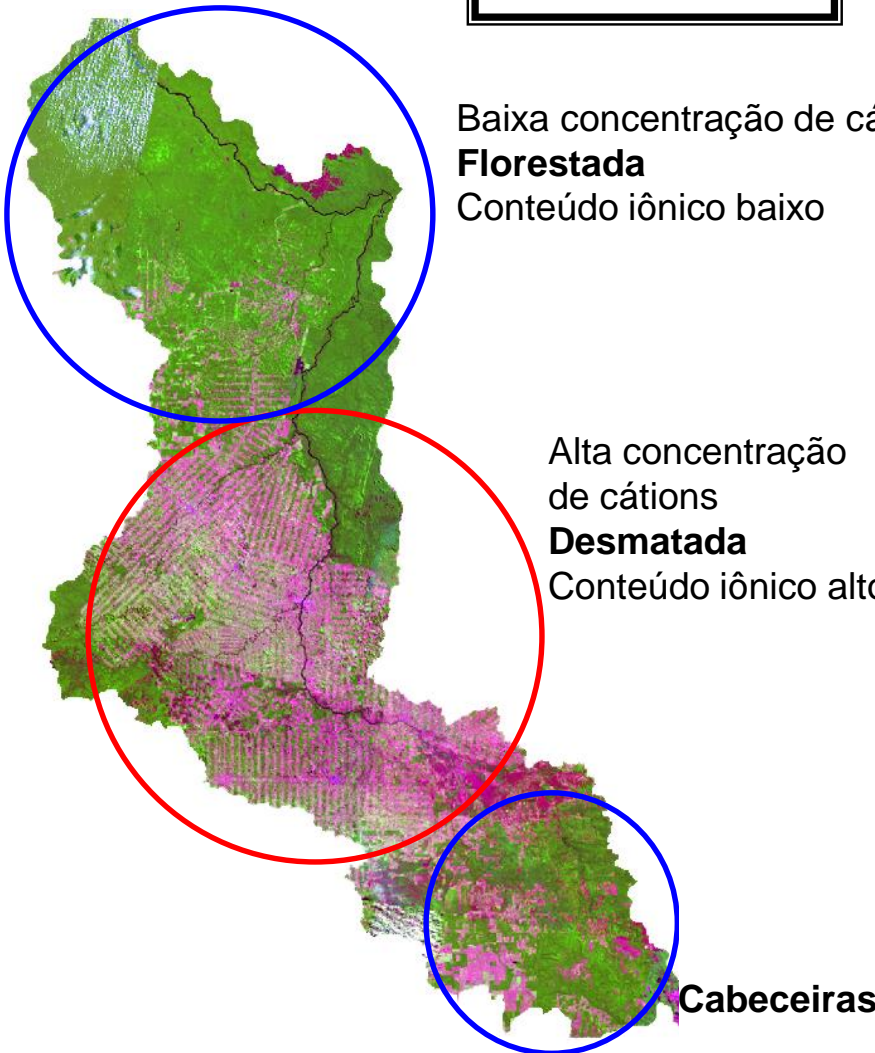 Baixa concentração de cá
Florestada
Conteúdo iônico baixo
Alta concentração
de cátions
Desmatada
Conteúdo iônico alto
Cabeceiras